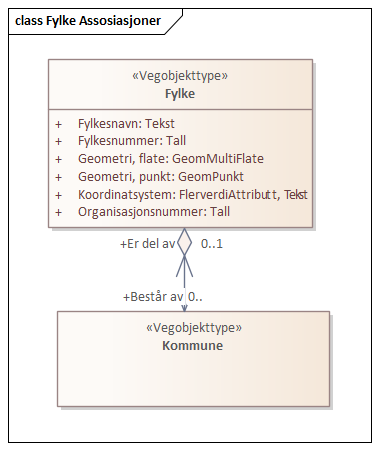 class Fylke Assosiasjoner
«Vegobjekttype»
Fylke
+ Fylkesnavn: Tekst
+ Fylkesnummer: Tall
+ Geometri, flate: GeomMultiFlate
+ Geometri, punkt: GeomPunkt
+ Koordinatsystem: FlerverdiAttributt, Tekst
+ Organisasjonsnummer: Tall
+Er del av 0..1
+Består av 0..
«Vegobjekttype»
Kommune